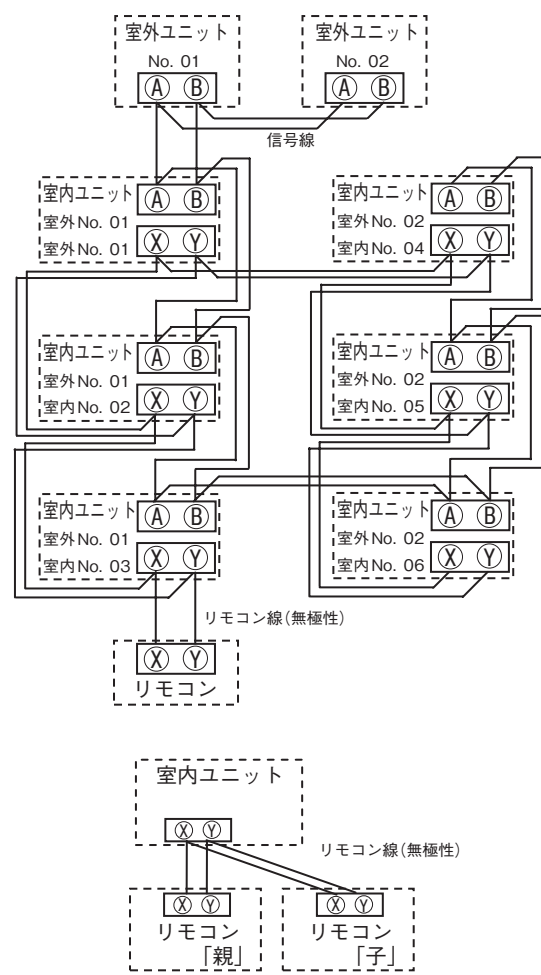 室外ユニット
No. 01
Ⓐ Ⓑ
室外ユニット
No. 02
Ⓐ Ⓑ
信号線
室内ユニット Ⓐ Ⓑ
室外No. 01
室外No. 01 Ⓧ Ⓨ
室内ユニット Ⓐ Ⓑ
室外No. 02
室内No. 04 Ⓧ Ⓨ
室内ユニット Ⓐ Ⓑ
室外No. 01
室内No. 02 Ⓧ Ⓨ
室内ユニット Ⓐ Ⓑ
室外No. 02
室内No. 05 Ⓧ Ⓨ
室内ユニット Ⓐ Ⓑ
室外No. 01
室内No. 03 Ⓧ Ⓨ
室内ユニット Ⓐ Ⓑ
室外No. 02
室内No. 06 Ⓧ Ⓨ
リモコン線(無極性)
Ⓧ Ⓨ
リモコン
室内ユニット
Ⓧ Ⓨ
リモコン線(無極性)
Ⓧ Ⓨ
リモコン
「親」
Ⓧ Ⓨ
リモコン
「子」